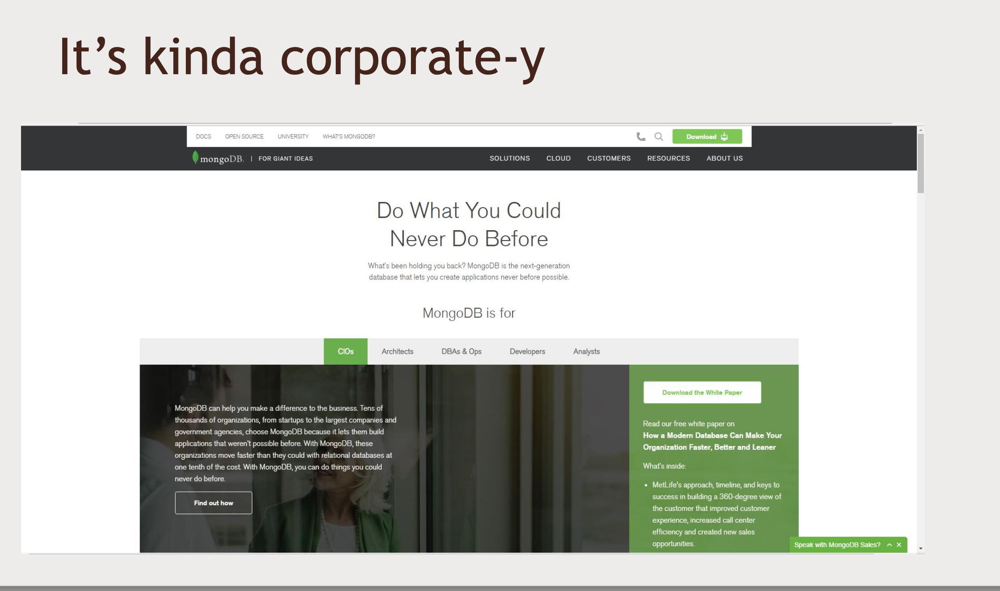 It’s kinda corporate-y
DOCS OPEN SOURCE UNIVERSITY WHAT'S MONGODB? Download
mongoDB. | FOR GIANT IDEAS SOLUTIONS CLOUD CUSTOMERS RESOURCES ABOUT US
Do What You Could
Never Do Before
What's been holding you back? MongoDB is the next-generation
database that lets you create applications never before possible.
MongoDB is for
CIOs Architects DBAs & Ops Developers Analysts
MongoDB can help you make a difference to the business. Tens of
thousands of organizations, from startups to the largest companies and
government agencies, choose MongoDB because it lets them build
applications that weren't possible before. With MongoDB, these
organizations move faster than they could with relational databases at
one tenth of the cost. With MongoDB, you can do things you could
never do before.
Find out how
Download the White Paper
Read our free white paper on
How a Modern Database Can Make Your
Organization Faster, Better and Leaner
What's inside:
• MetLife's approach, timeline, and keys to
success in building a 360-degree view of
the customer that improved customer
experience, increased call center
efficiency and created new sales
opportunities.
Speak with MongoDB Sales?